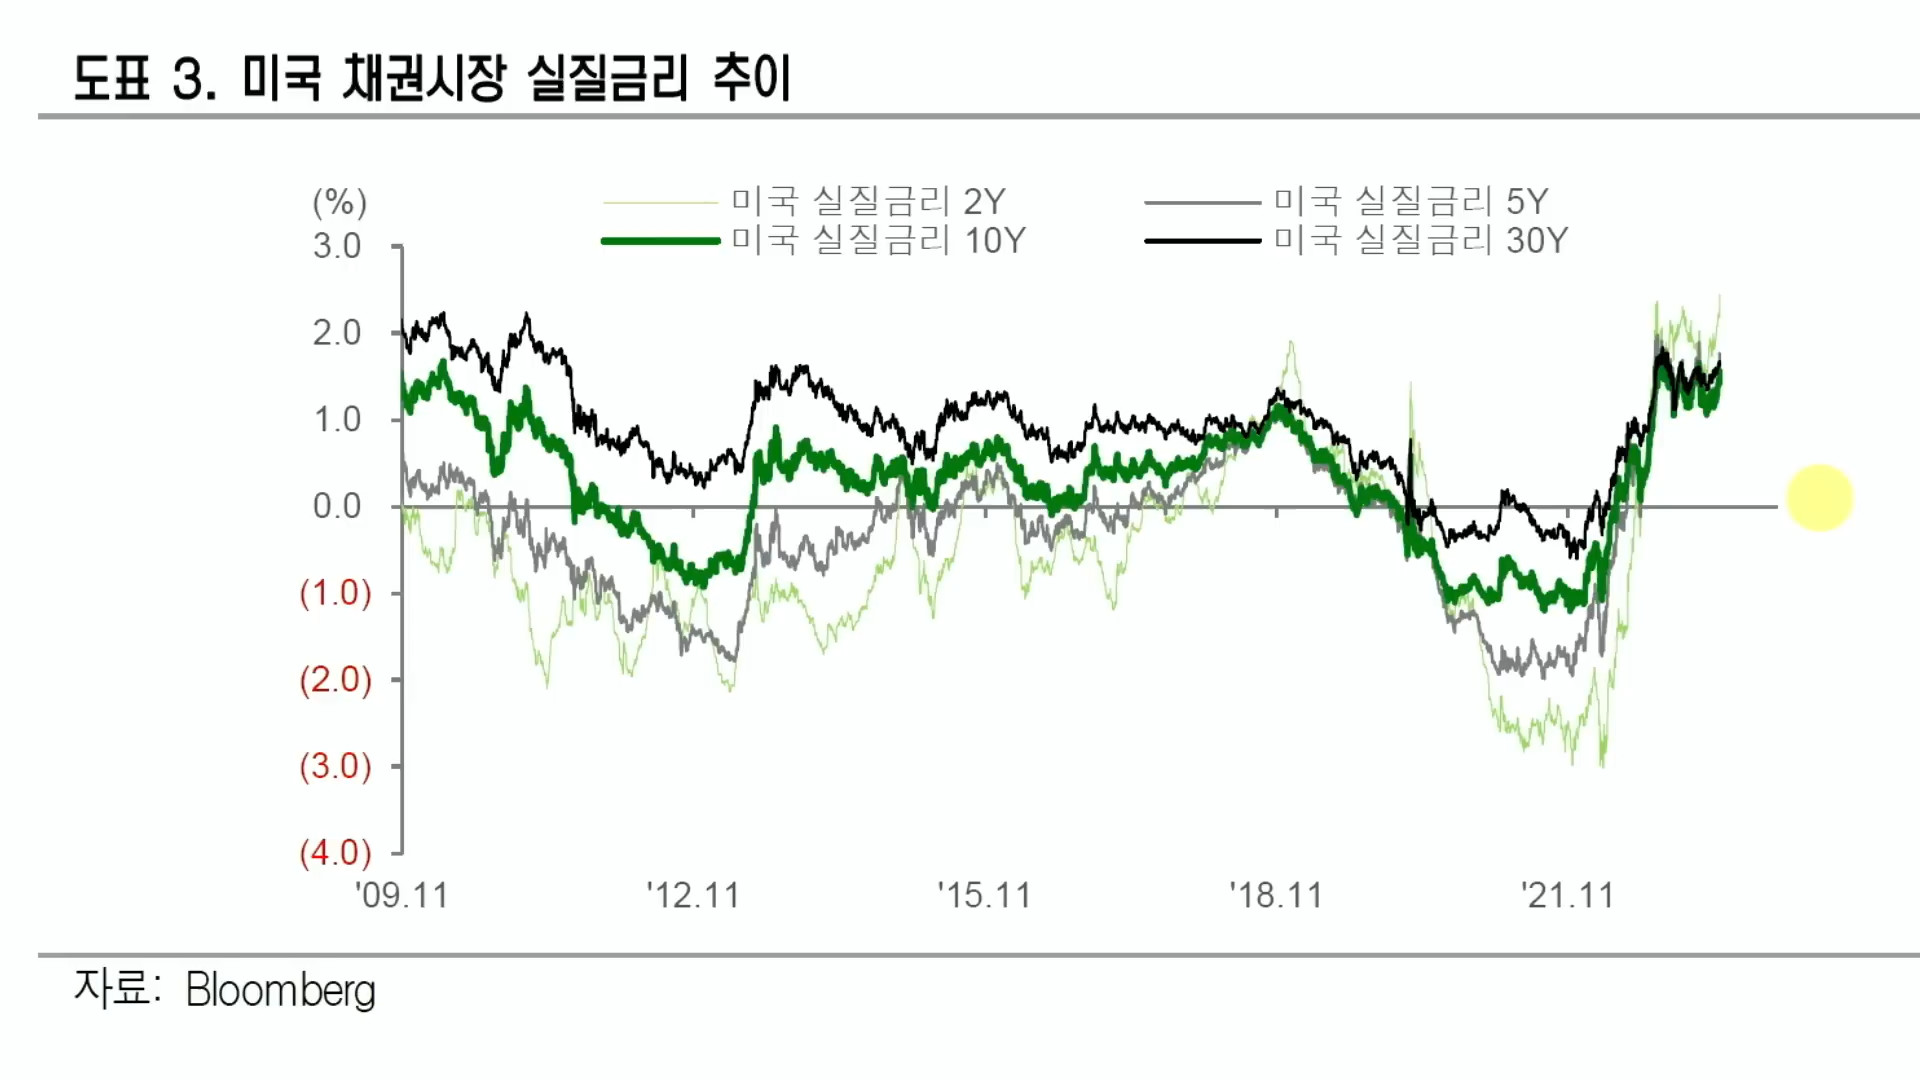 도표 3. 미국 채권시장 실질금리 추이
(%)
미국 실질금리 2Y
미국 실질금리 5Y
미국 실질금리 10Y
미국 실질금리 30Y
3.0
2.0
1.0
0.0
(1.0)
(2.0)
(3.0)
(4.0)
'09.11
'12.11
'15.11
'18.11
'21.11
자료: Bloomberg